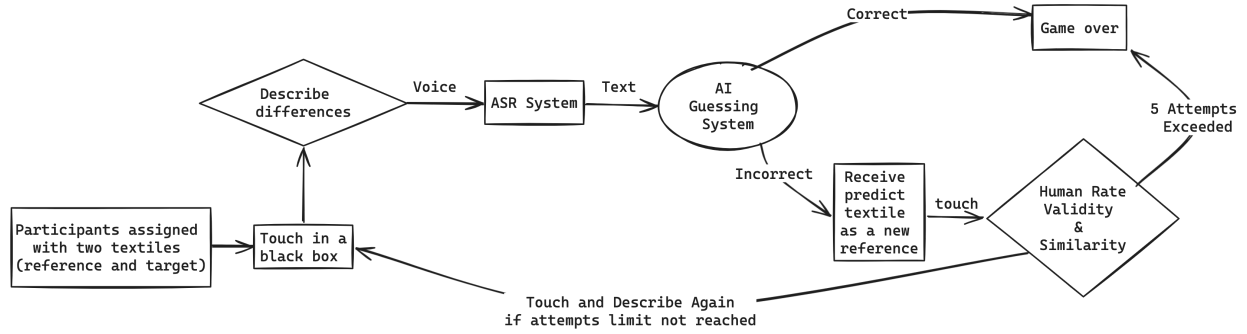 Participants assigned
with two textiles
(reference and target)
Touch in a
black box
Describe
differences
Voice
ASR System
Text
AI
Guessing
System
Correct
Game over
Incorrect
Receive
predict
textile
as a new
reference
touch
Human Rate
Validity
&
Similarity
5 Attempts
Exceeded
Touch and Describe Again
if attempts limit not reached